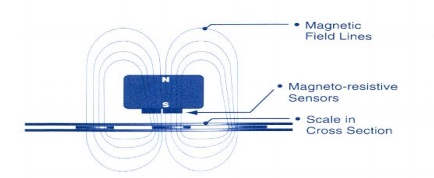 • Magnetic
Field Lines
N
S
• Magneto-resistive
Sensors
• Scale in
Cross Section